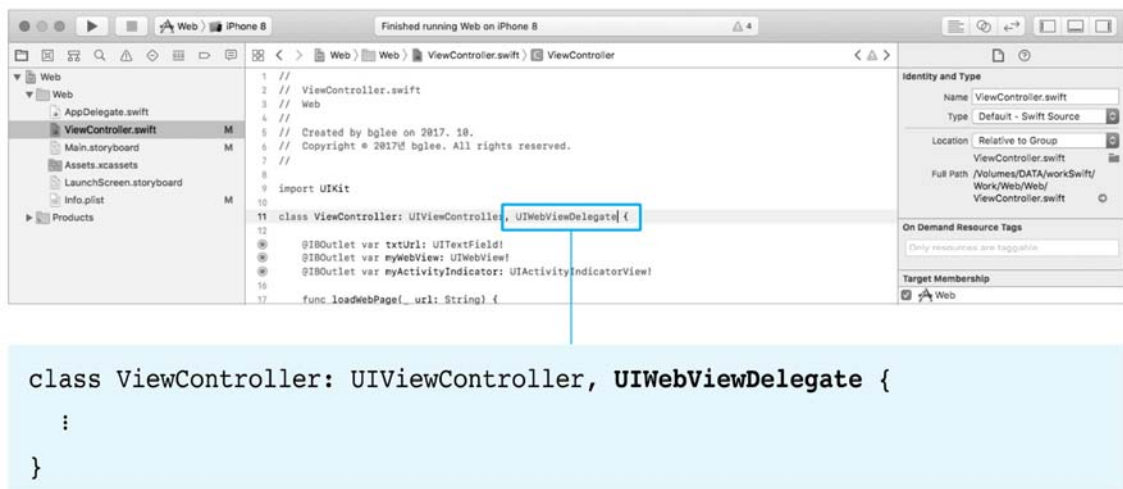 Web
iPhone 8
Finished running Web on iPhone 8
4
Web
Web
ViewController.swift
ViewController
Web
Web
AppDelegate.swift
ViewController.swift M
Main.storyboard M
Assets.xcassets
LaunchScreen.storyboard
Info.plist M
Products
1 //
2 //  ViewController.swift
3 //  Web
4 //
5 //  Created by bglee on 2017. 10.
6 //  Copyright © 2017년 bglee. All rights reserved.
7 //
8
9 import UIKit
10
11 class ViewController: UIViewController, UIWebViewDelegate {
12
@IBOutlet var txtUrl: UITextField!
@IBOutlet var myWebView: UIWebView!
@IBOutlet var myActivityIndicator: UIActivityIndicatorView!
16
17 func loadWebPage(_ url: String) {
Identity and Type
Name ViewController.swift
Type Default - Swift Source
Location Relative to Group
ViewController.swift
Full Path /Volumes/DATA/workSwift/
Work/Web/Web/
ViewController.swift
On Demand Resource Tags
Only resources are taggable
Target Membership
Web
class ViewController: UIViewController, UIWebViewDelegate {
⋮
}